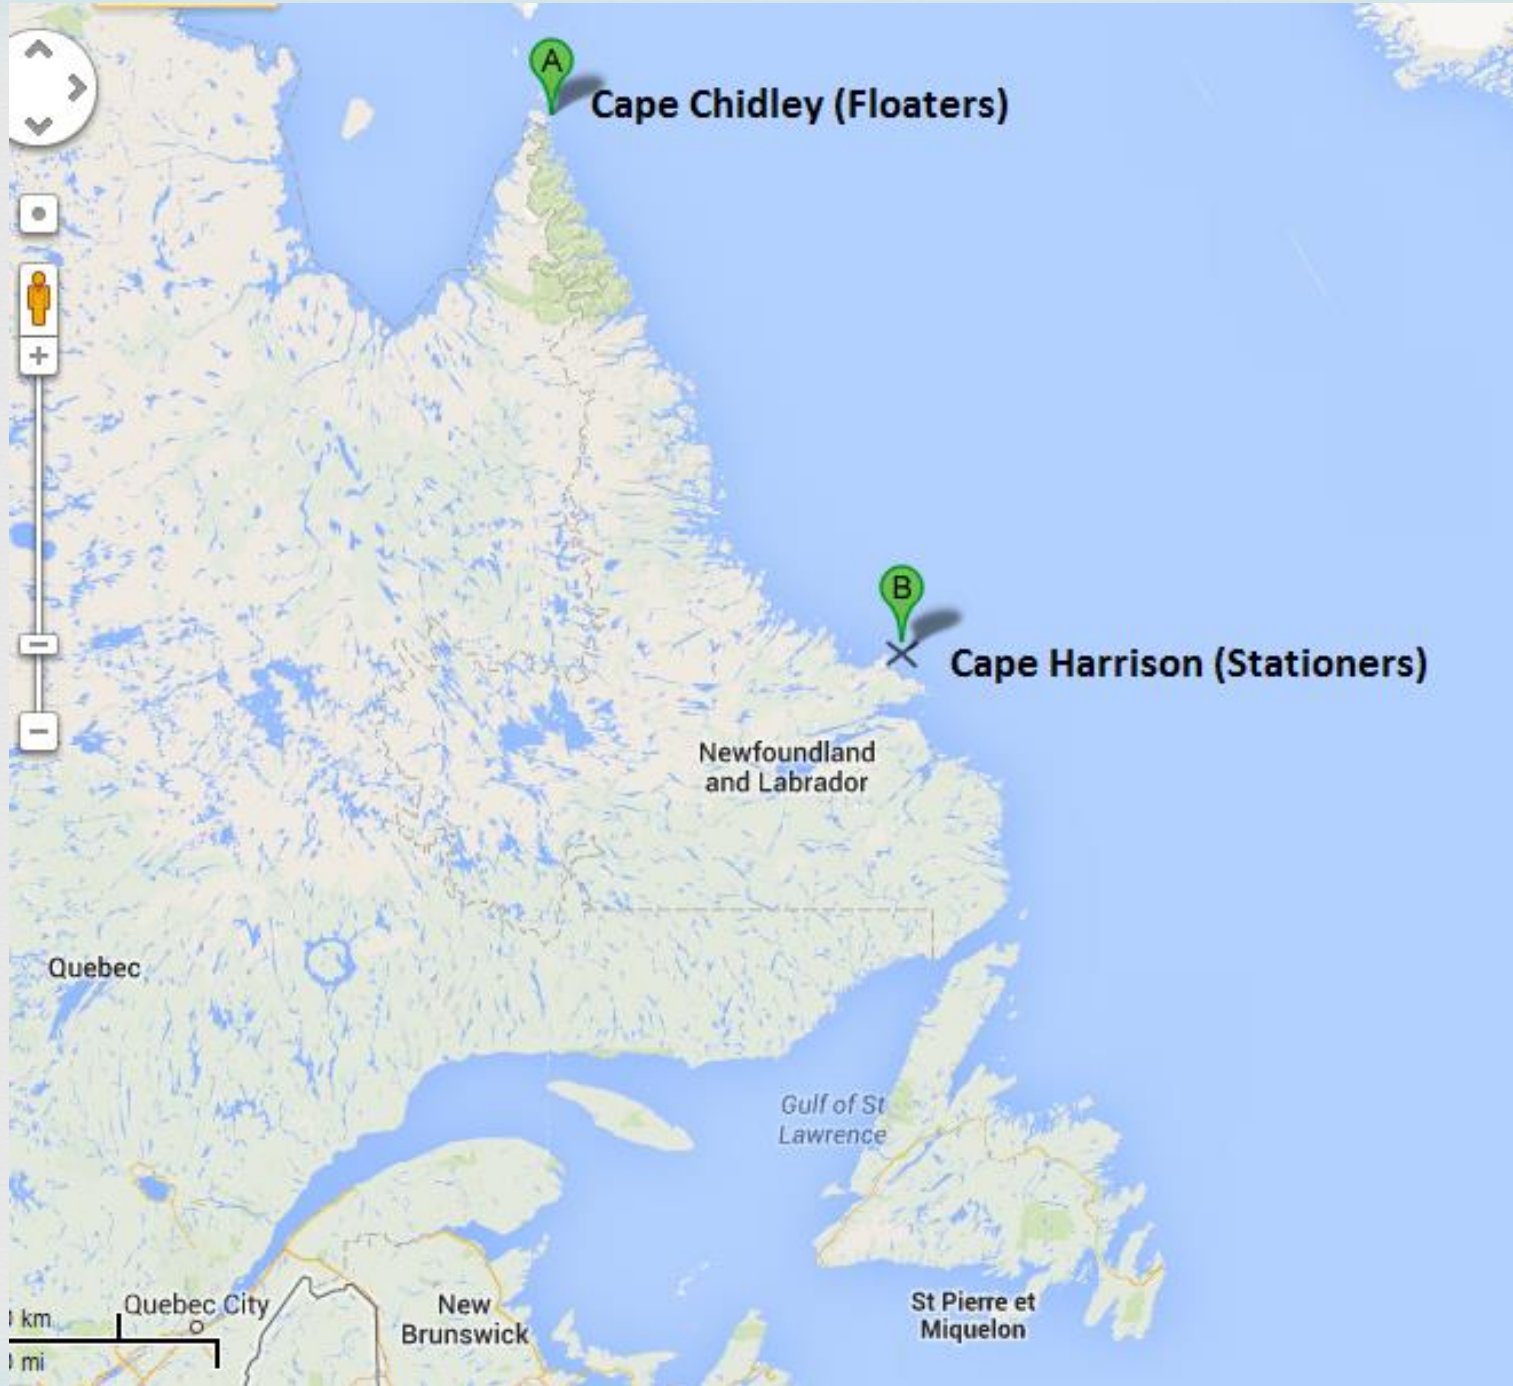 A
Cape Chidley (Floaters)
B
Cape Harrison (Stationers)
Newfoundland
and Labrador
Quebec
Gulf of St
Lawrence
Quebec City
New
Brunswick
St Pierre et
Miquelon
km
mi